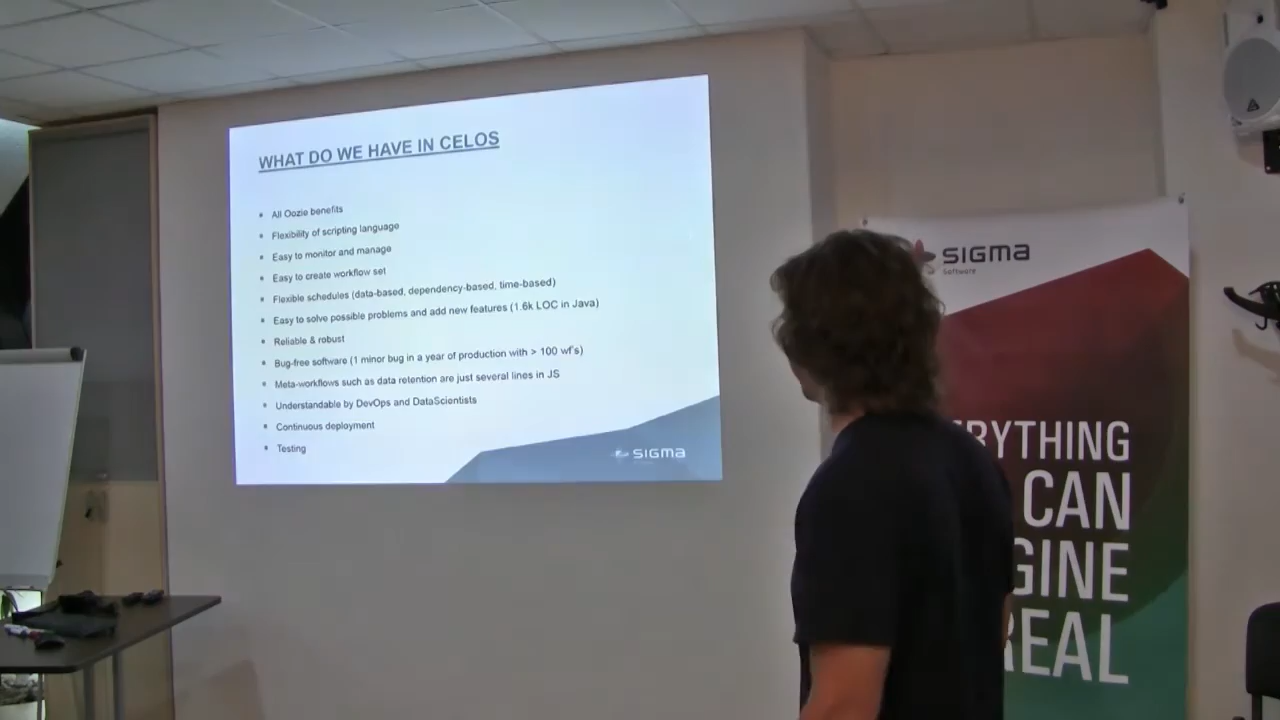 WHAT DO WE HAVE IN CELOS
All Oozie benefits
Flexibility of scripting language
Easy to monitor and manage
Easy to create workflow set
Flexible schedules (data-based, dependency-based, time-based)
Easy to solve possible problems and add new features (1.6k LOC in Java)
Reliable & robust
Bug-free software (1 minor bug in a year of production with > 100 wf's)
Meta-workflows such as data retention are just several lines in JS
Understandable by DevOps and DataScientists
Continuous deployment
Testing
SIGMA
SIGMA
Software
RYTHING
CAN
GINE
REAL